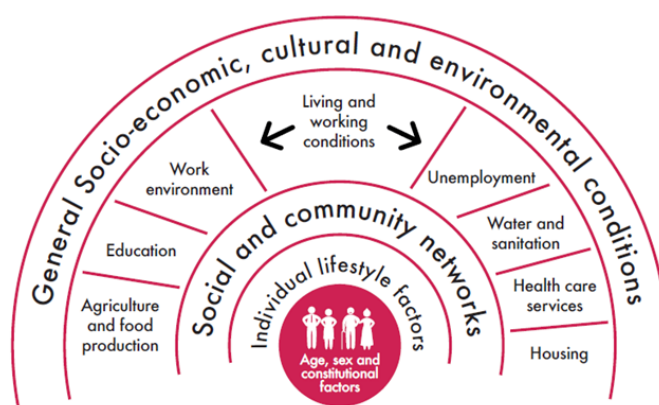 General Socio-economic, cultural and environmental conditions
Living and
working
conditions
Work
environment
Unemployment
Education
Water and
sanitation
Agriculture
and food
production
Health care
services
Housing
Social and community networks
Individual lifestyle factors
Age, sex and
constitutional
factors